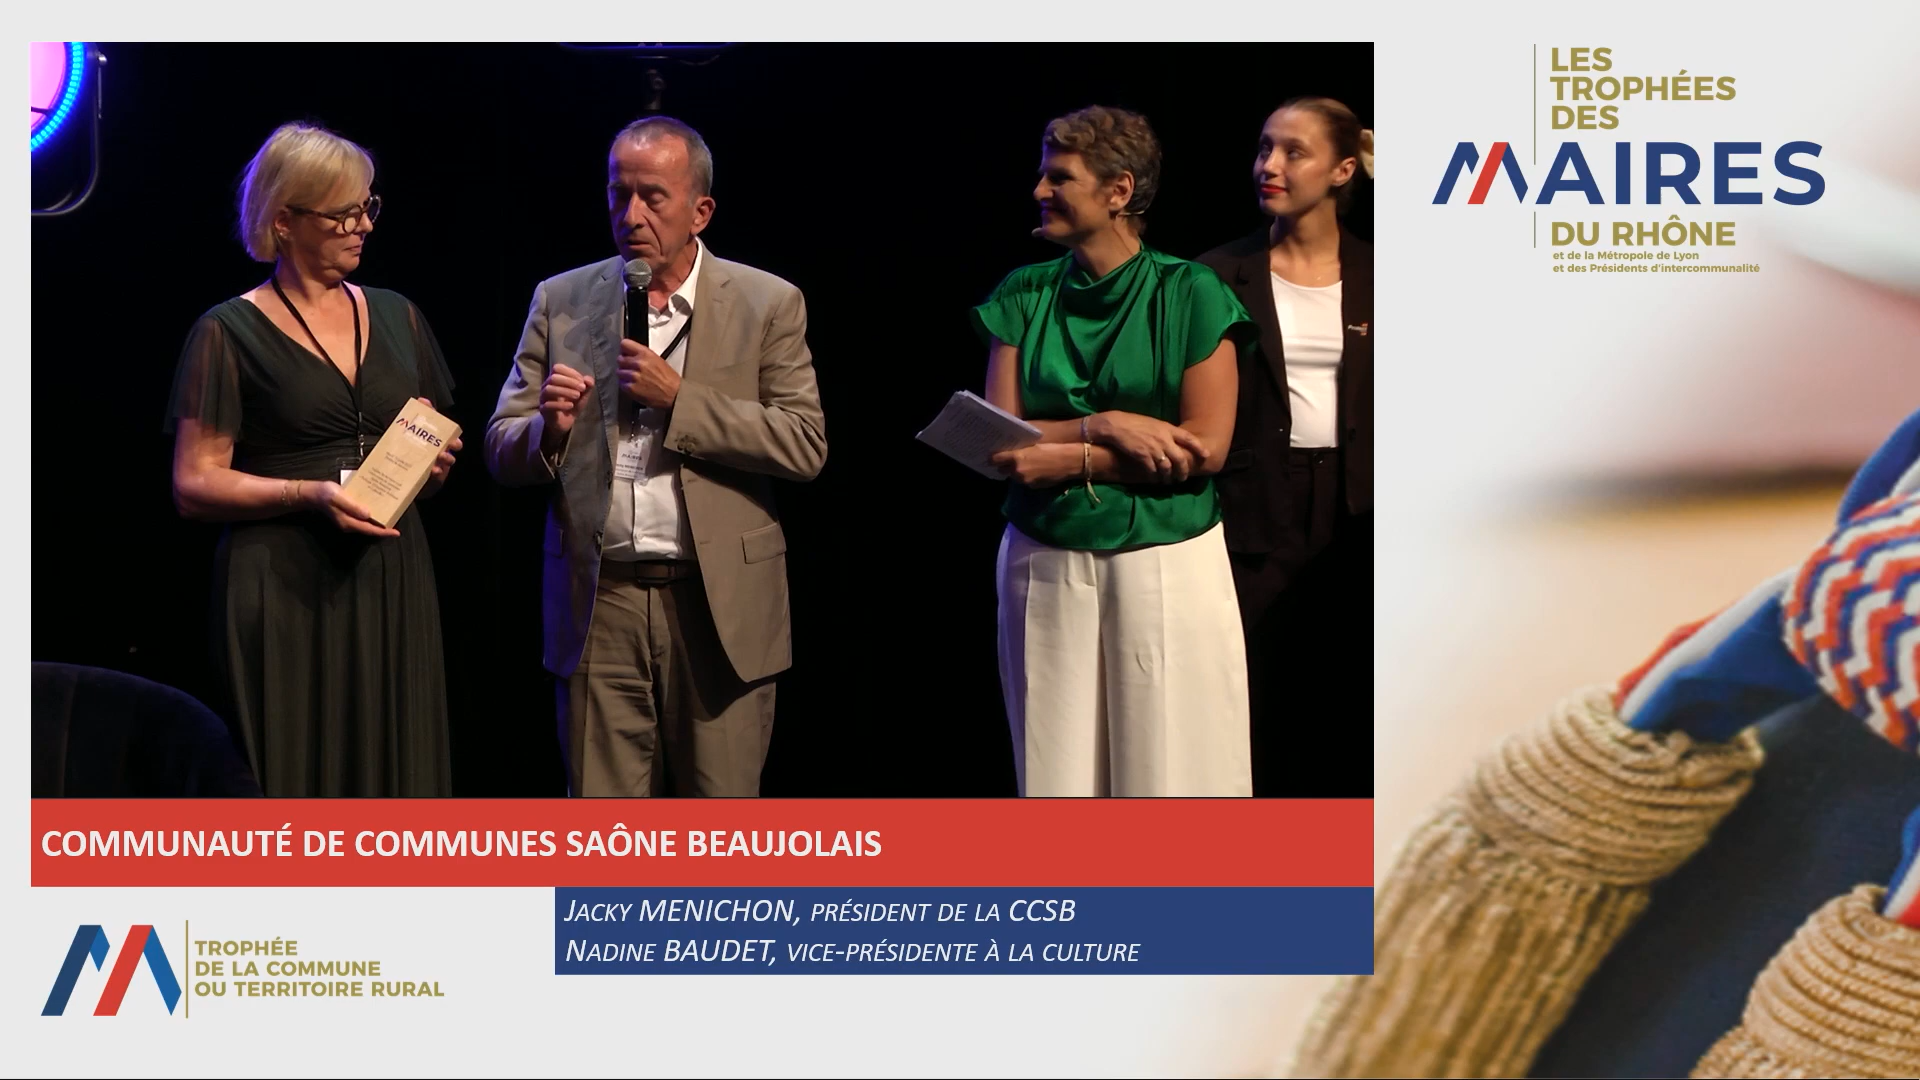 LES
TROPHÉES
DES
MAIRES
DU RHÔNE
et de la Métropole de Lyon
et des Présidents d'intercommunalité
MAIRES
COMMUNAUTÉ DE COMMUNES SAÔNE BEAUJOLAIS
JACKY MENICHON, PRÉSIDENT DE LA CCSB
NADINE BAUDET, VICE-PRÉSIDENTE À LA CULTURE
TROPHÉE
DE LA COMMUNE
OU TERRITOIRE RURAL